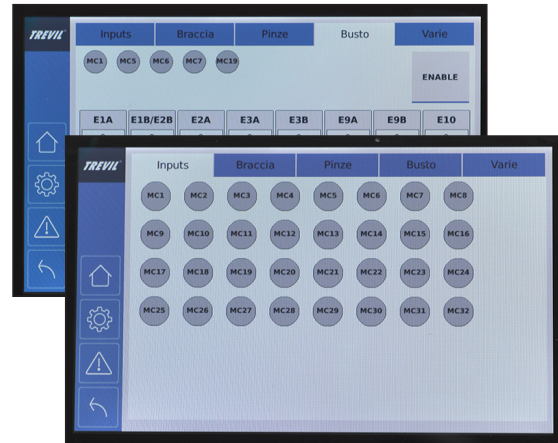 TREVIL Inputs Braccia Pinze Busto Varie
MC1 MC5 MC6 MC7 MC19
ENABLE
E1A E1B/E2B E2A E3A E3B E9A E9B E10
TREVIL Inputs Braccia Pinze Busto Varie
MC1 MC2 MC3 MC4 MC5 MC6 MC7 MC8
MC9 MC10 MC11 MC12 MC13 MC14 MC15 MC16
MC17 MC18 MC19 MC20 MC21 MC22 MC23 MC24
MC25 MC26 MC27 MC28 MC29 MC30 MC31 MC32